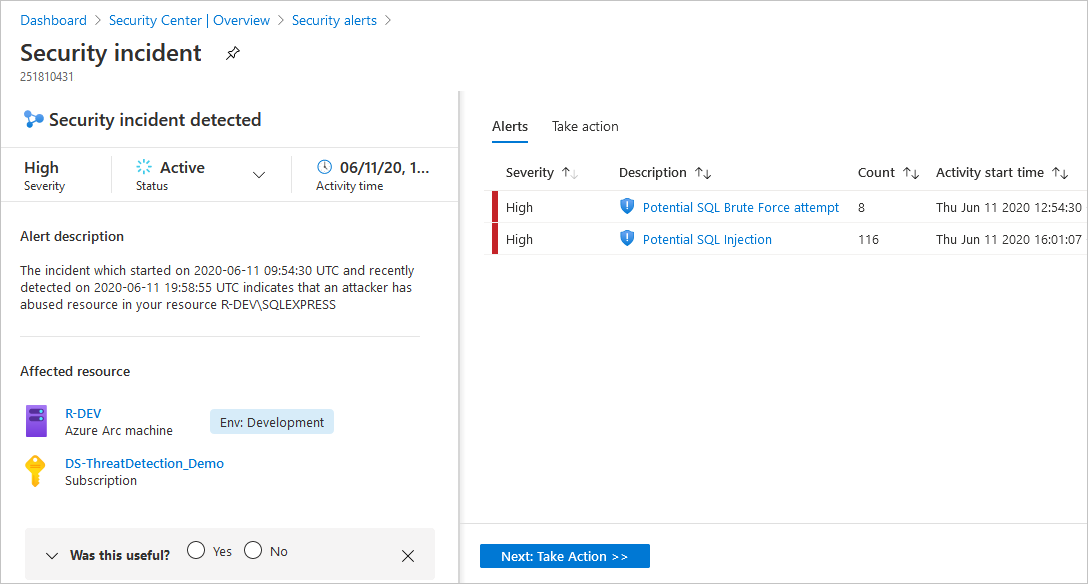 Dashboard > Security Center | Overview > Security alerts >
Security incident
251810431
Security incident detected
High
Severity
Active
Status
06/11/20, 1...
Activity time
Alert description
The incident which started on 2020-06-11 09:54:30 UTC and recently
detected on 2020-06-11 19:58:55 UTC indicates that an attacker has
abused resource in your resource R-DEV\SQLEXPRESS
Affected resource
R-DEV
Azure Arc machine
Env: Development
DS-ThreatDetection_Demo
Subscription
Was this useful? Yes No
Alerts Take action
Severity Description Count Activity start time
High Potential SQL Brute Force attempt 8 Thu Jun 11 2020 12:54:30
High Potential SQL Injection 116 Thu Jun 11 2020 16:01:07
Next: Take Action >>